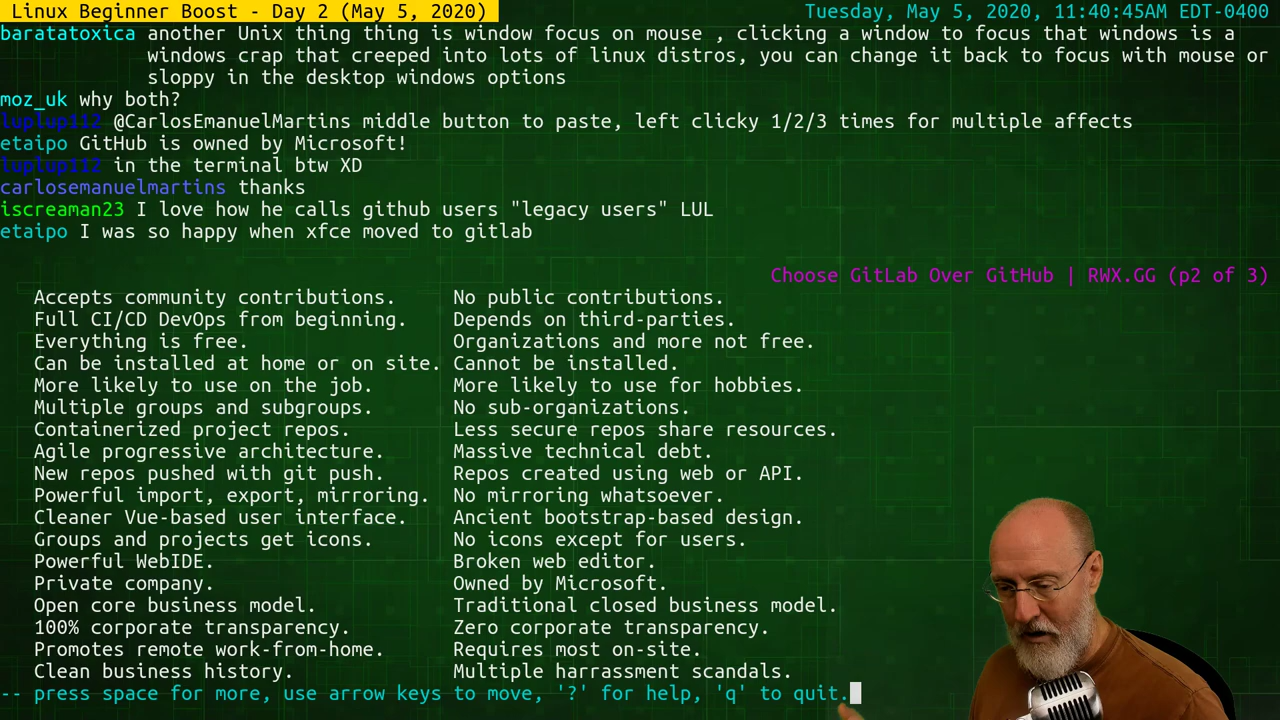 Linux Beginner Boost - Day 2 (May 5, 2020)
Tuesday, May 5, 2020, 11:40:45AM EDT-0400
baratatoxica another Unix thing thing is window focus on mouse , clicking a window to focus that windows is a
windows crap that creeped into lots of linux distros, you can change it back to focus with mouse or
sloppy in the desktop windows options
moz_uk why both?
luplup112 @CarlosEmanuelMartins middle button to paste, left clicky 1/2/3 times for multiple affects
etaipo GitHub is owned by Microsoft!
luplup112 in the terminal btw XD
carlosemanuelmartins thanks
iscreaman23 I love how he calls github users "legacy users" LUL
etaipo I was so happy when xfce moved to gitlab
Choose GitLab Over GitHub | RWX.GG (p2 of 3)
Accepts community contributions. No public contributions.
Full CI/CD DevOps from beginning. Depends on third-parties.
Everything is free. Organizations and more not free.
Can be installed at home or on site. Cannot be installed.
More likely to use on the job. More likely to use for hobbies.
Multiple groups and subgroups. No sub-organizations.
Containerized project repos. Less secure repos share resources.
Agile progressive architecture. Massive technical debt.
New repos pushed with git push. Repos created using web or API.
Powerful import, export, mirroring. No mirroring whatsoever.
Cleaner Vue-based user interface. Ancient bootstrap-based design.
Groups and projects get icons. No icons except for users.
Powerful WebIDE. Broken web editor.
Private company. Owned by Microsoft.
Open core business model. Traditional closed business model.
100% corporate transparency. Zero corporate transparency.
Promotes remote work-from-home. Requires most on-site.
Clean business history. Multiple harrassment scandals.
-- press space for more, use arrow keys to move, '?' for help, 'q' to quit.